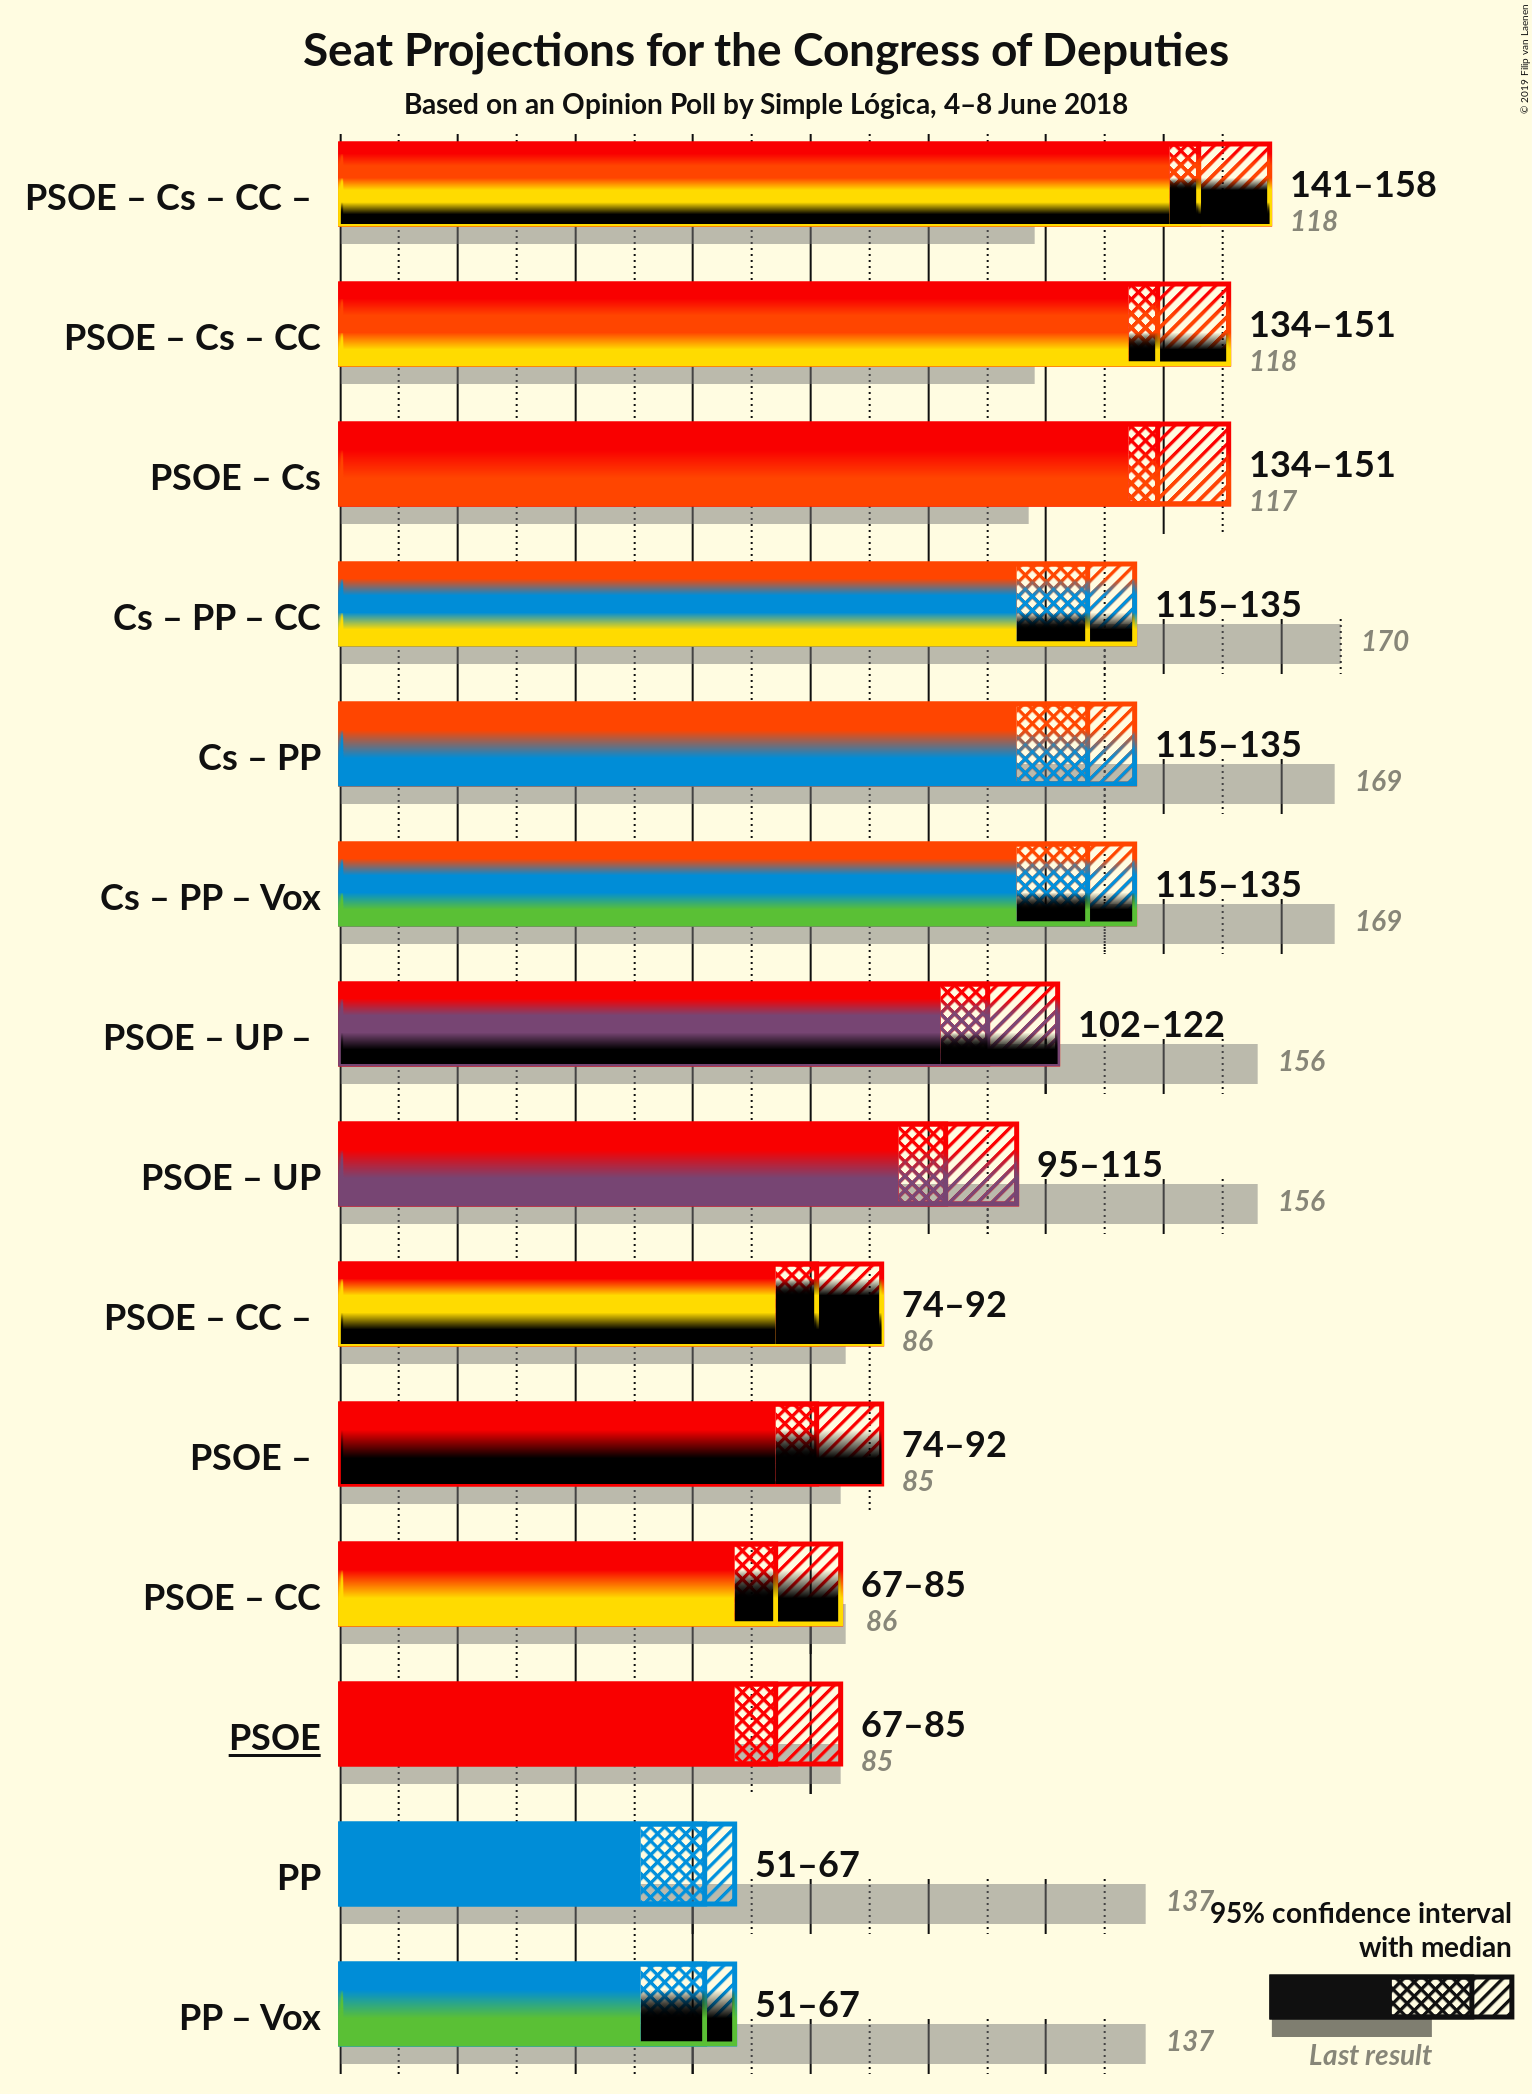 Seat Projections for the Congress of Deputies
Based on an Opinion Poll by Simple Lógica, 4–8 June 2018
© 2019 Filip van Laenen
PSOE – Cs – CC –
141–158
118
PSOE – Cs – CC
134–151
118
PSOE – Cs
134–151
117
Cs – PP – CC
115–135
170
Cs – PP
115–135
169
Cs – PP – Vox
115–135
169
PSOE – UP –
102–122
156
PSOE – UP
95–115
156
PSOE – CC –
74–92
86
PSOE –
74–92
85
PSOE – CC
67–85
86
PSOE
67–85
85
PP
51–67
137
PP – Vox
51–67
137
95% confidence interval
with median
Last result